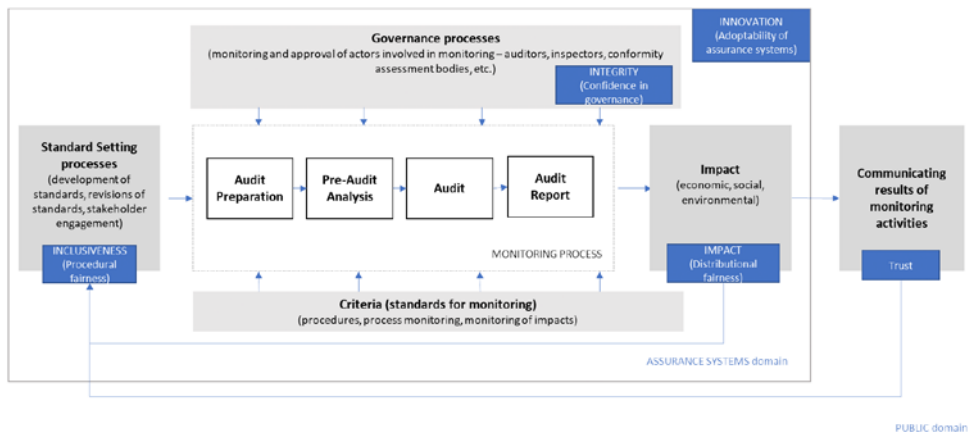 INNOVATION
(Adoptability of
assurance systems)
Governance processes
(monitoring and approval of actors involved in monitoring – auditors, inspectors, conformity
assessment bodies, etc.)
INTEGRITY
(Confidence in
governance)
Standard Setting
processes
(development of
standards, revisions of
standards, stakeholder
engagement)
INCLUSIVENESS
(Procedural
fairness)
Audit
Preparation
Pre-Audit
Analysis
Audit
Audit
Report
MONITORING PROCESS
Impact
(economic, social,
environmental)
IMPACT
(Distributional
fairness)
Communicating
results of
monitoring
activities
Trust
Criteria (standards for monitoring)
(procedures, process monitoring, monitoring of impacts)
ASSURANCE SYSTEMS domain
PUBLIC domain